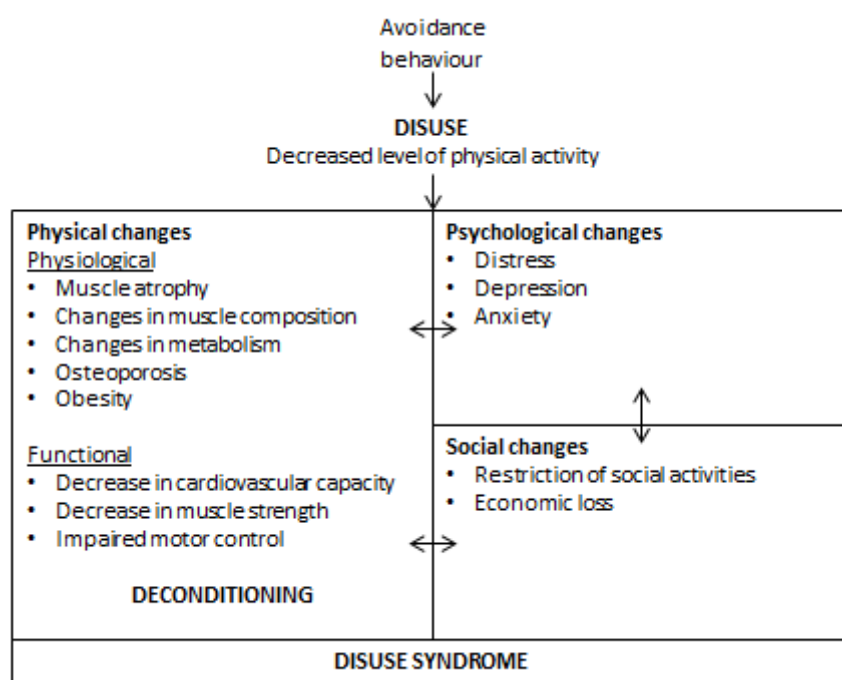 Avoidance
behaviour
DISUSE
Decreased level of physical activity
Physical changes
Physiological
• Muscle atrophy
• Changes in muscle composition
• Changes in metabolism
• Osteoporosis
• Obesity
Functional
• Decrease in cardiovascular capacity
• Decrease in muscle strength
• Impaired motor control
DECONDITIONING
Psychological changes
• Distress
• Depression
• Anxiety
Social changes
• Restriction of social activities
• Economic loss
DISUSE SYNDROME